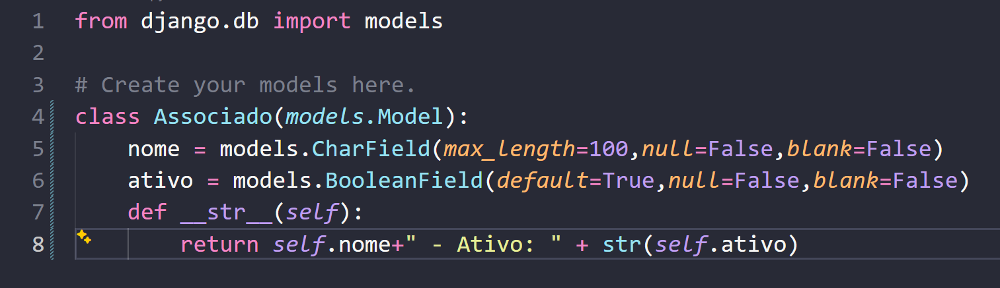 1 from django.db import models
2
3 # Create your models here.
4 class Associado(models.Model):
5     nome = models.CharField(max_length=100,null=False,blank=False)
6     ativo = models.BooleanField(default=True,null=False,blank=False)
7     def __str__(self):
8         return self.nome+" - Ativo: " + str(self.ativo)